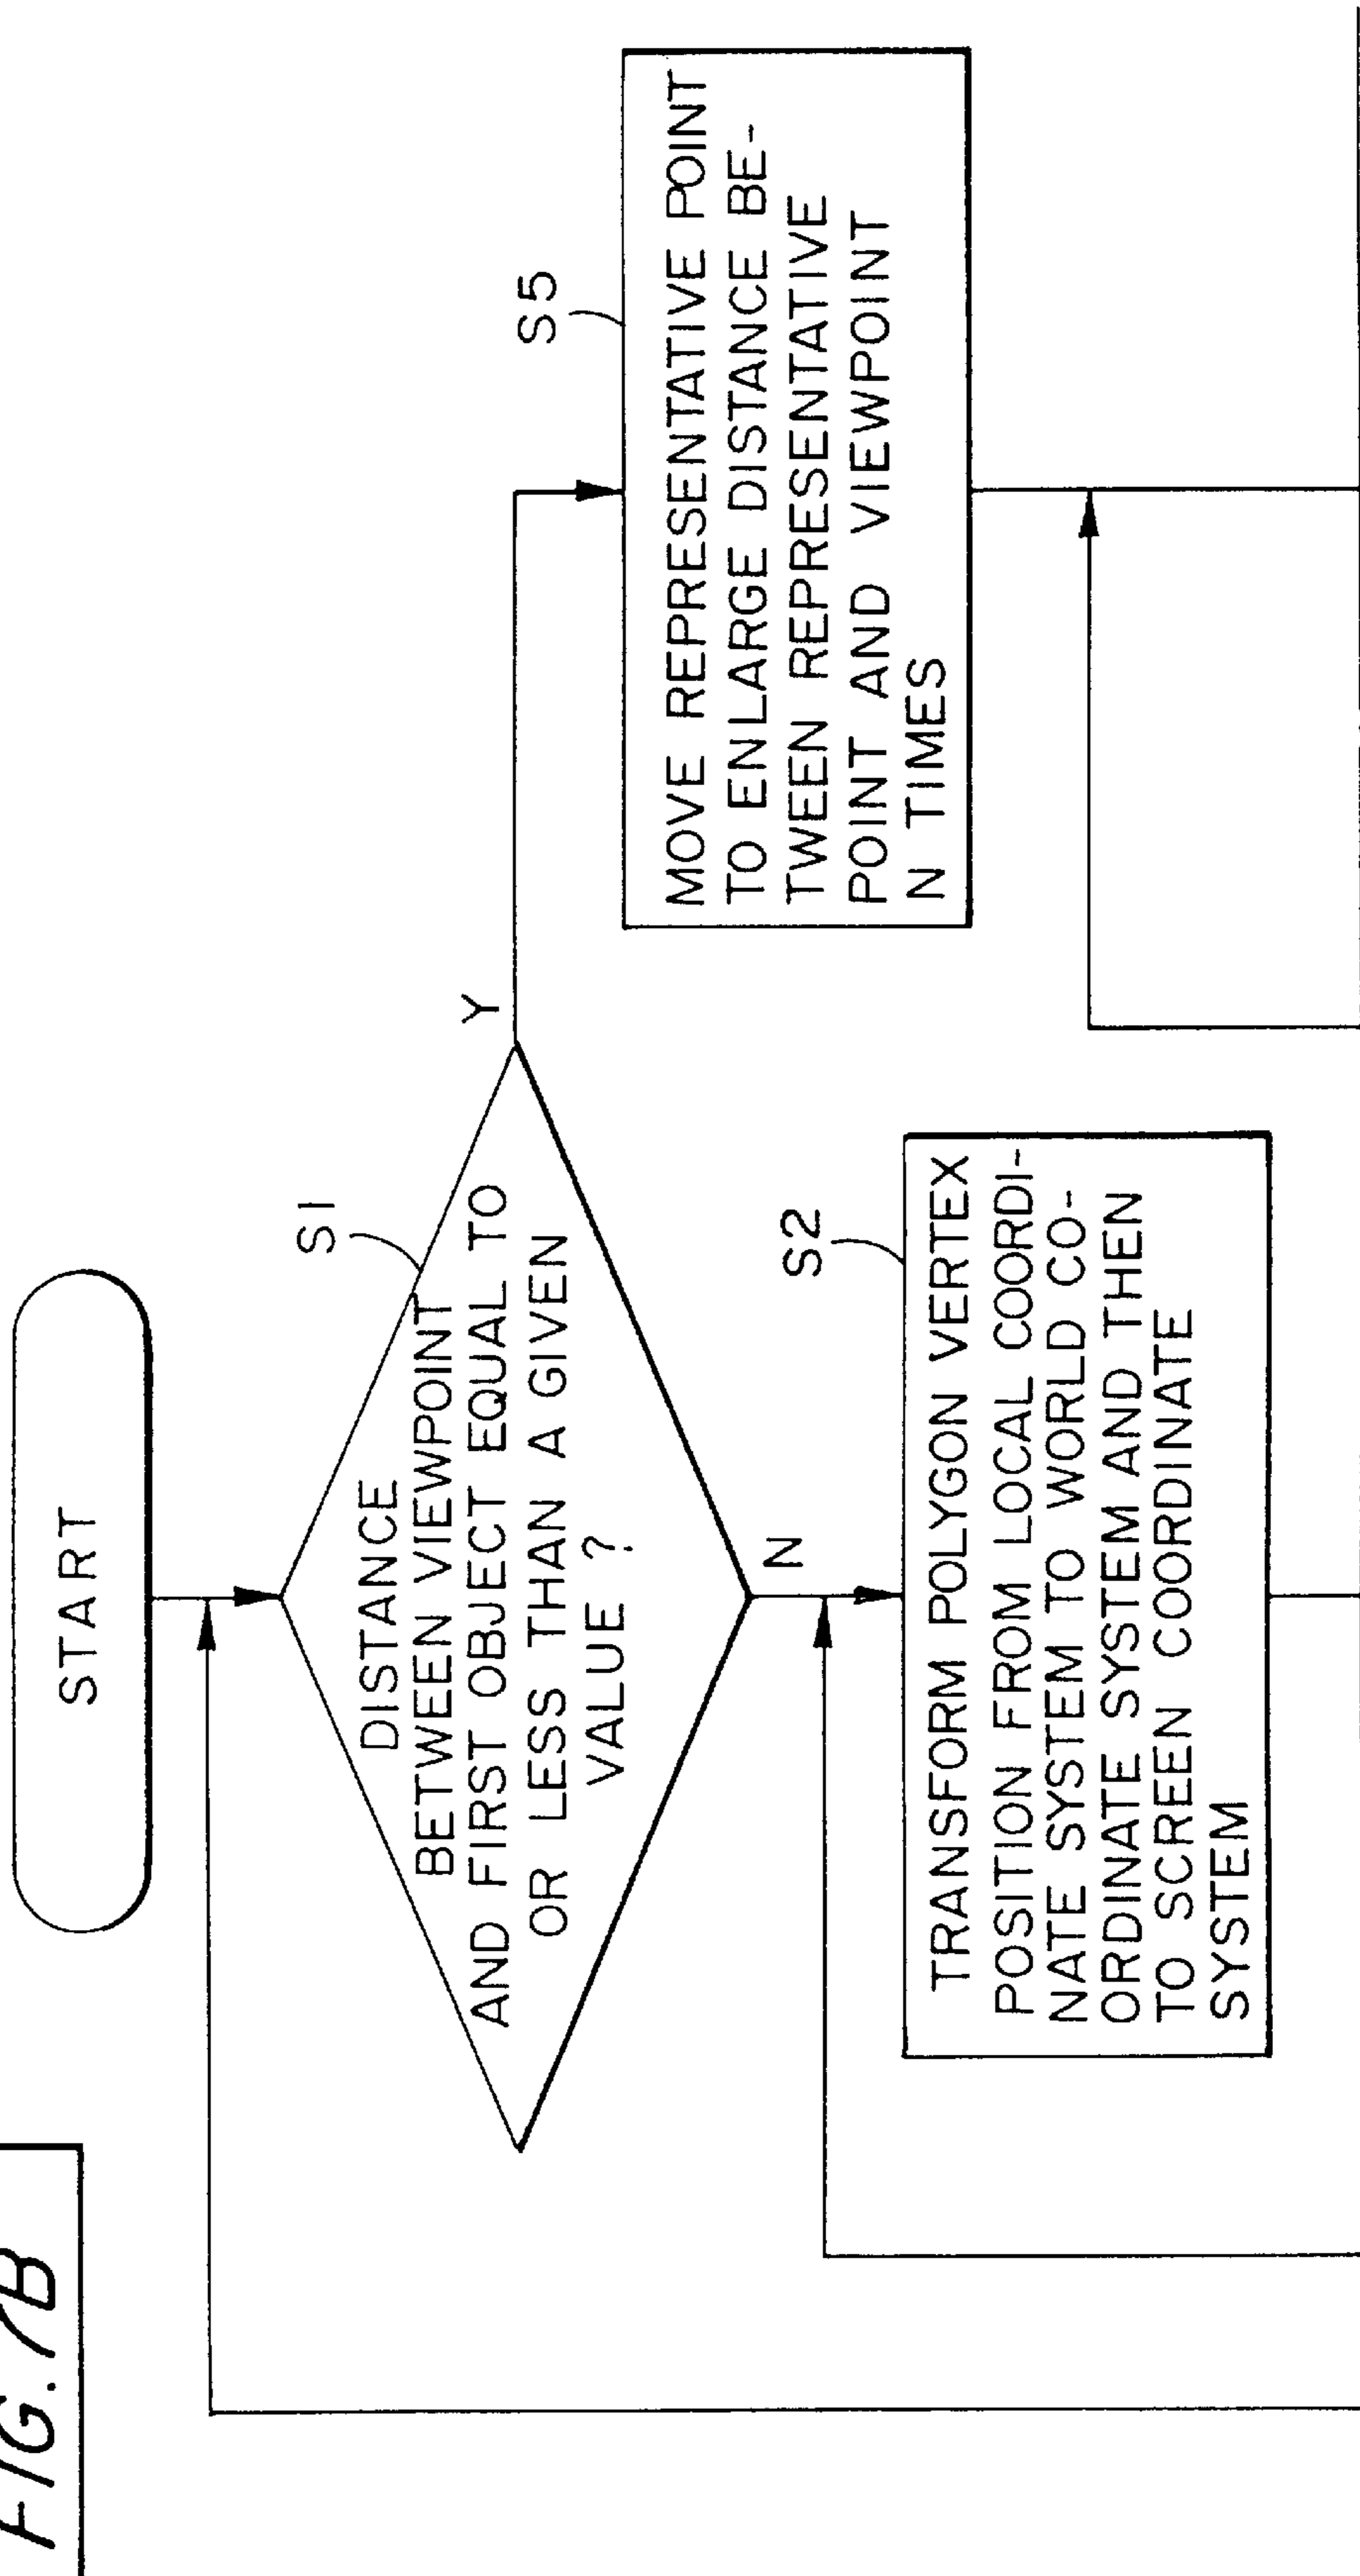 FIG. 7B
START
S1
DISTANCE
BETWEEN VIEWPOINT
AND FIRST OBJECT EQUAL TO
OR LESS THAN A GIVEN
VALUE ?
Y
N
S5
MOVE REPRESENTATIVE POINT
TO ENLARGE DISTANCE BE-
TWEEN REPRESENTATIVE
POINT AND VIEWPOINT
N TIMES
S2
TRANSFORM POLYGON VERTEX
POSITION FROM LOCAL COORDI-
NATE SYSTEM TO WORLD CO-
ORDINATE SYSTEM AND THEN
TO SCREEN COORDINATE
SYSTEM